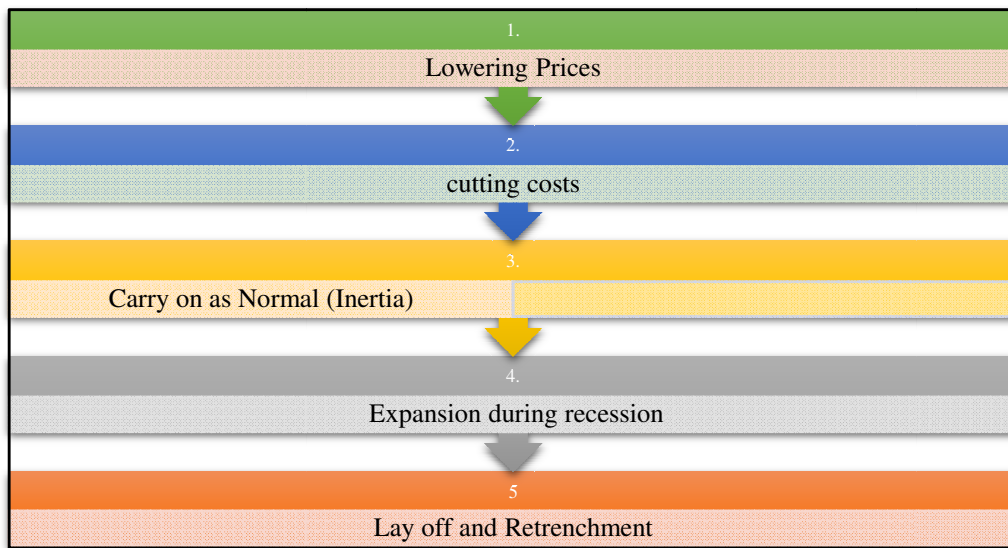 1.
Lowering Prices
2.
cutting costs
3.
Carry on as Normal (Inertia)
4.
Expansion during recession
5
Lay off and Retrenchment